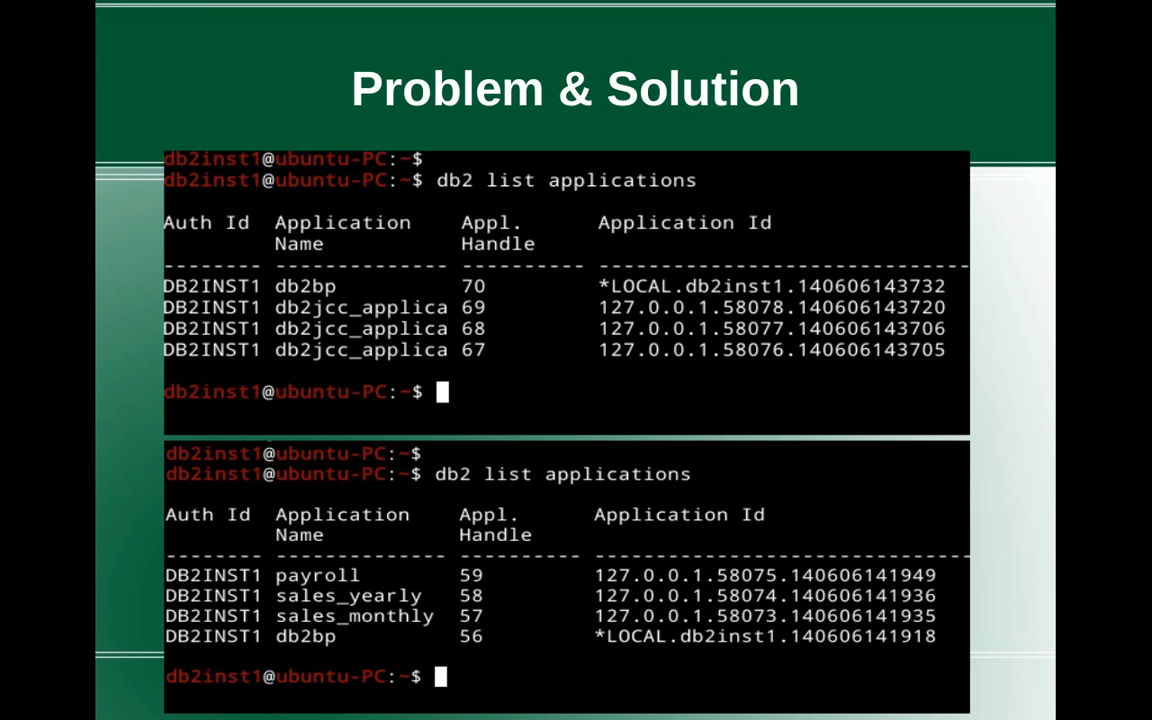 Problem & Solution
db2inst1@ubuntu-PC:~$
db2inst1@ubuntu-PC:~$ db2 list applications
Auth Id Application Appl. Application Id
Name Handle
-------- -------------- ---------- ------------------------------
DB2INST1 db2bp 70 *LOCAL.db2inst1.140606143732
DB2INST1 db2jcc_applica 69 127.0.0.1.58078.140606143720
DB2INST1 db2jcc_applica 68 127.0.0.1.58077.140606143706
DB2INST1 db2jcc_applica 67 127.0.0.1.58076.140606143705
db2inst1@ubuntu-PC:~$
db2inst1@ubuntu-PC:~$
db2inst1@ubuntu-PC:~$ db2 list applications
Auth Id Application Appl. Application Id
Name Handle
-------- -------------- ---------- -------------------------------
DB2INST1 payroll 59 127.0.0.1.58075.140606141949
DB2INST1 sales_yearly 58 127.0.0.1.58074.140606141936
DB2INST1 sales_monthly 57 127.0.0.1.58073.140606141935
DB2INST1 db2bp 56 *LOCAL.db2inst1.140606141918
db2inst1@ubuntu-PC:~$